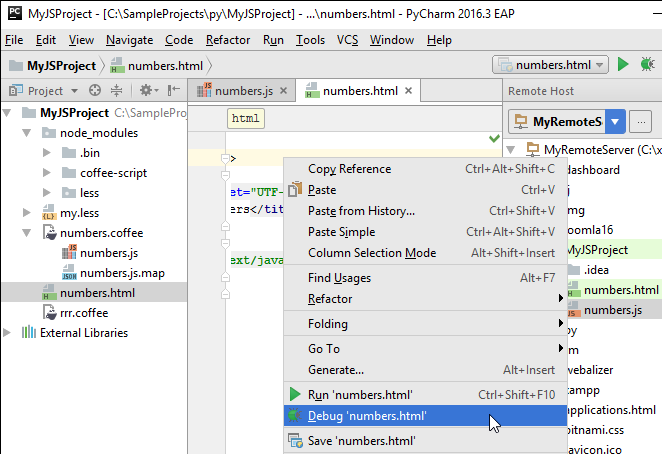 PC MyJSProject - [C:\SampleProjects\py\MyJSProject] - ...\numbers.html - PyCharm 2016.3 EAP
File Edit View Navigate Code Refactor Run Tools VCS Window Help
MyJSProject numbers.html numbers.html
Project
numbers.js numbers.html
Remote Host
html
MyRemoteS ...
MyJSProject C:\SampleProj
node_modules
.bin
coffee-script
less
my.less
numbers.coffee
numbers.js
numbers.js.map
numbers.html
rrr.coffee
External Libraries
>
et="UTF-
ers</tit
ext/java
Copy Reference Ctrl+Alt+Shift+C
Paste Ctrl+V
Paste from History... Ctrl+Shift+V
Paste Simple Ctrl+Alt+Shift+V
Column Selection Mode Alt+Shift+Insert
Find Usages Alt+F7
Refactor
Folding
Go To
Generate... Alt+Insert
Run 'numbers.html' Ctrl+Shift+F10
Debug 'numbers.html'
Save 'numbers.html'
MyRemoteServer (C:\x
dashboard
mg
oomla16
MyJSProject
.idea
numbers.html
numbers.js
webalizer
ampp
applications.html
bitnami.css
favicon.ico